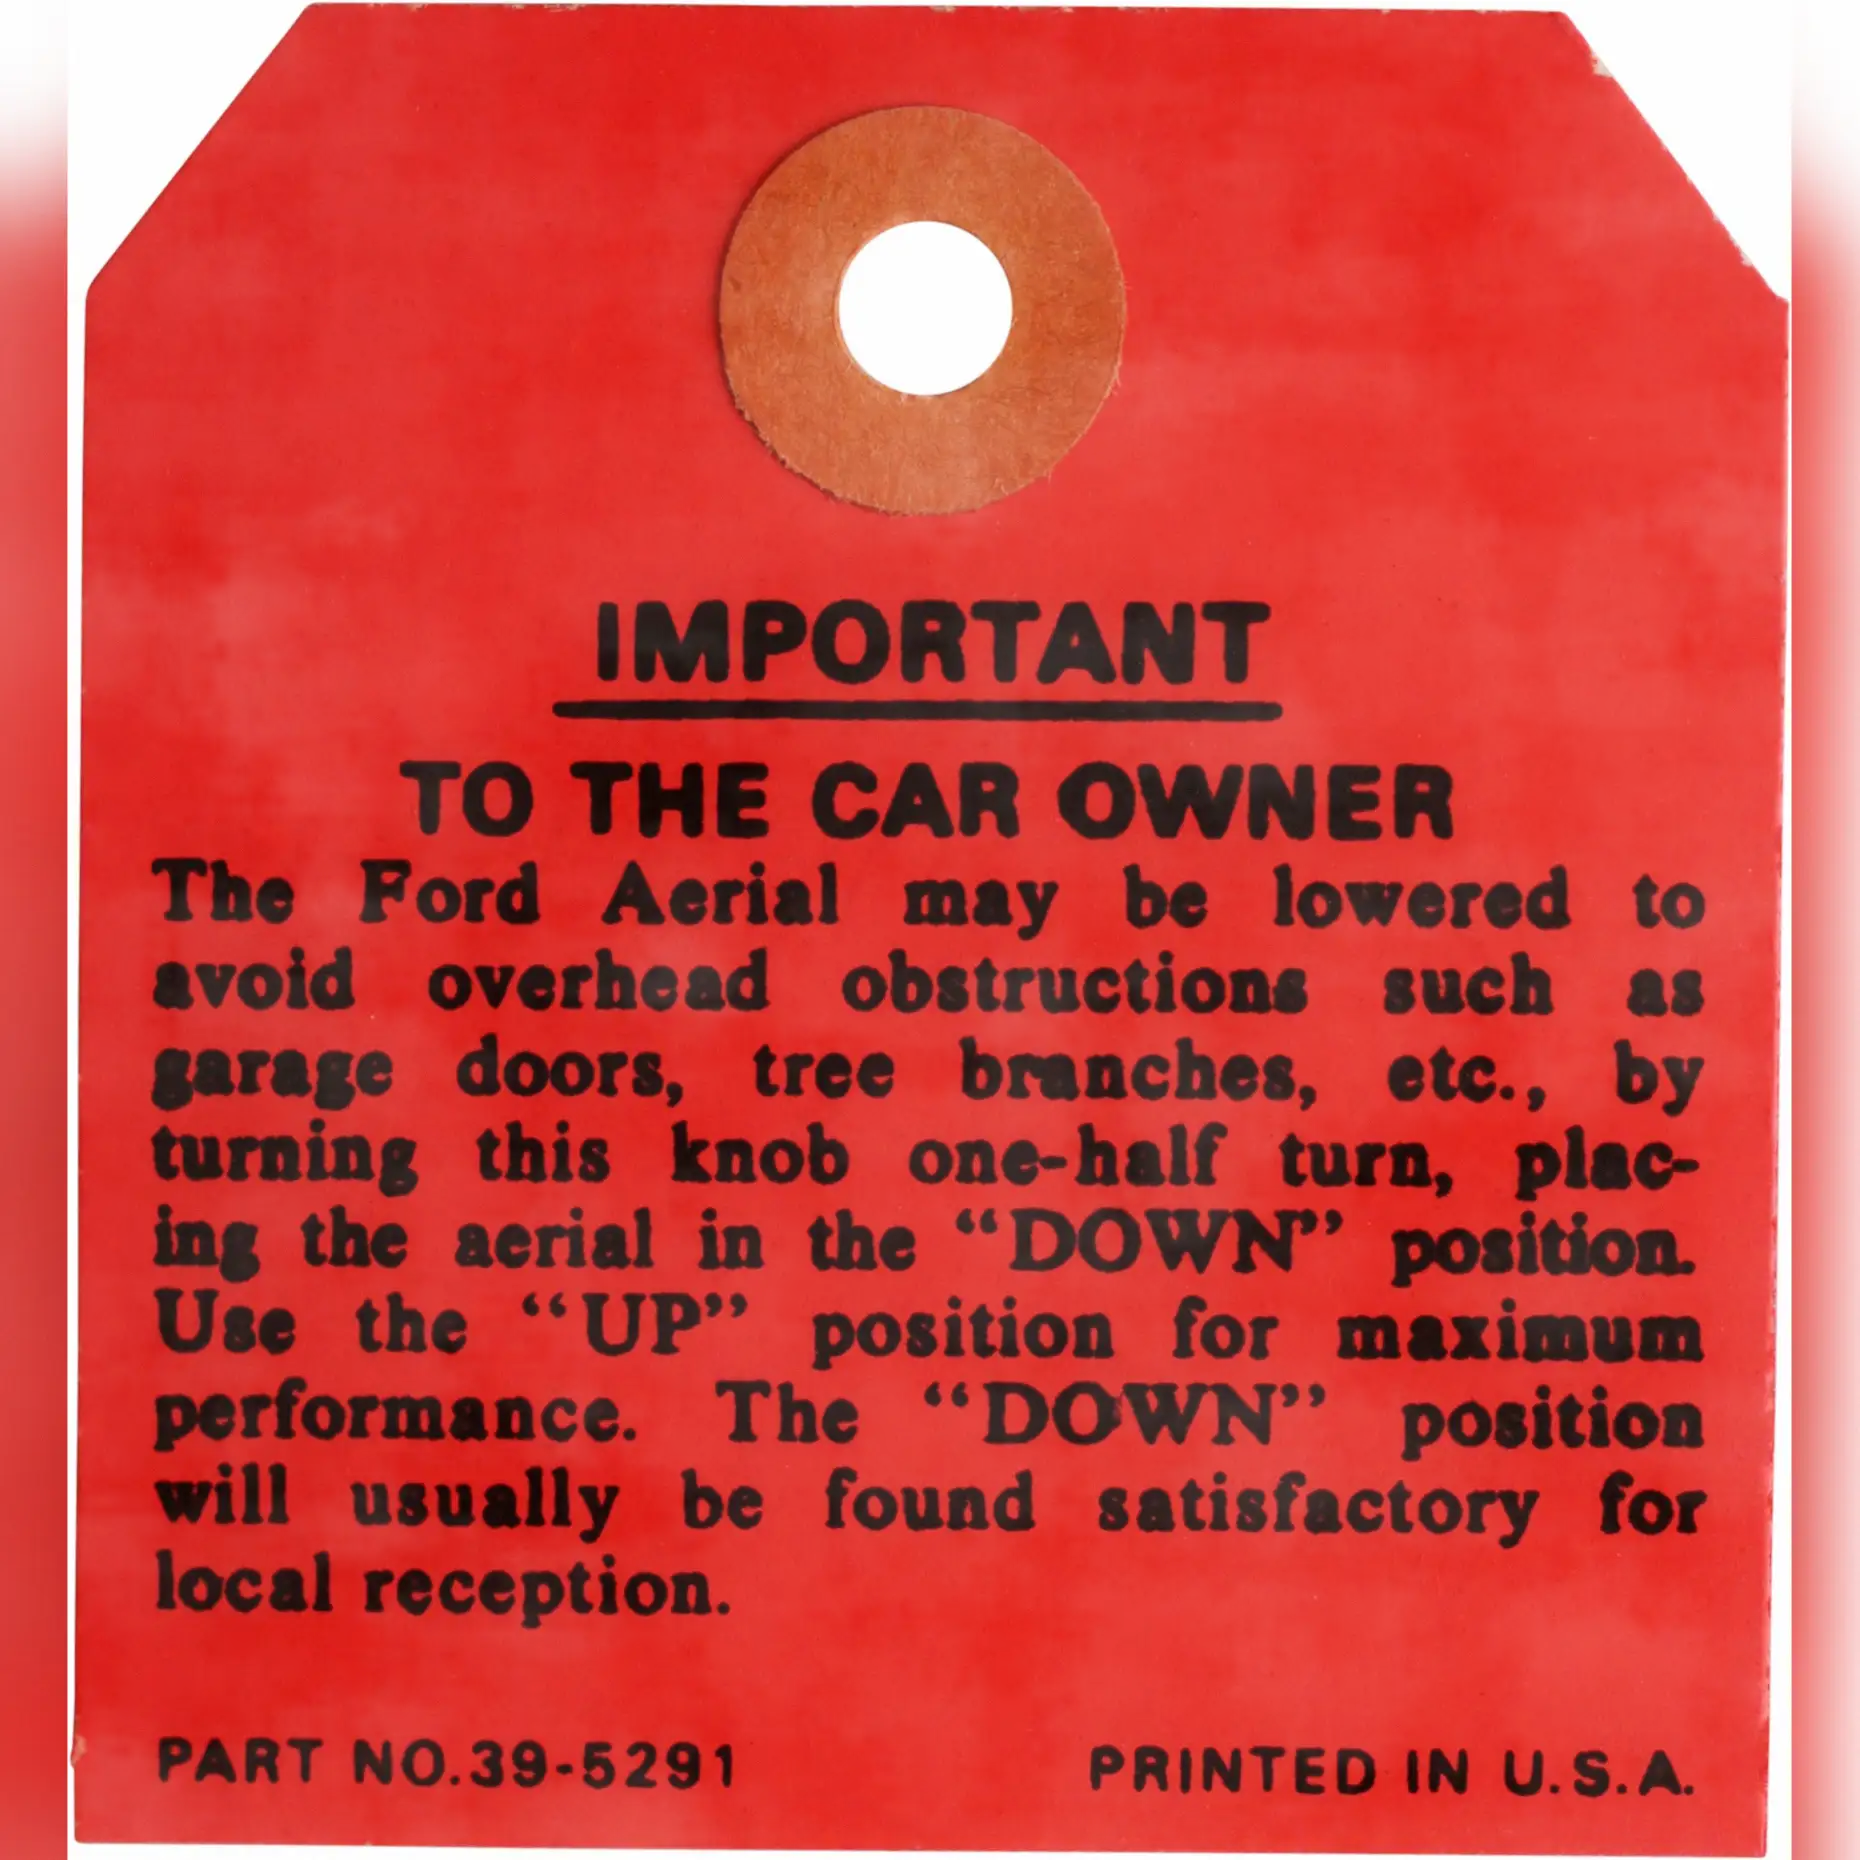 IMPORTANT
TO THE CAR OWNER
The Ford Aerial may be lowered to
avoid overhead obstructions such as
garage doors, tree branches, etc., by
turning this knob one-half turn, plac-
ing the aerial in the “DOWN” position.
Use the “UP” position for maximum
performance. The “DOWN” position
will usually be found satisfactory for
local reception.
PART NO.39-5291 PRINTED IN U.S.A.